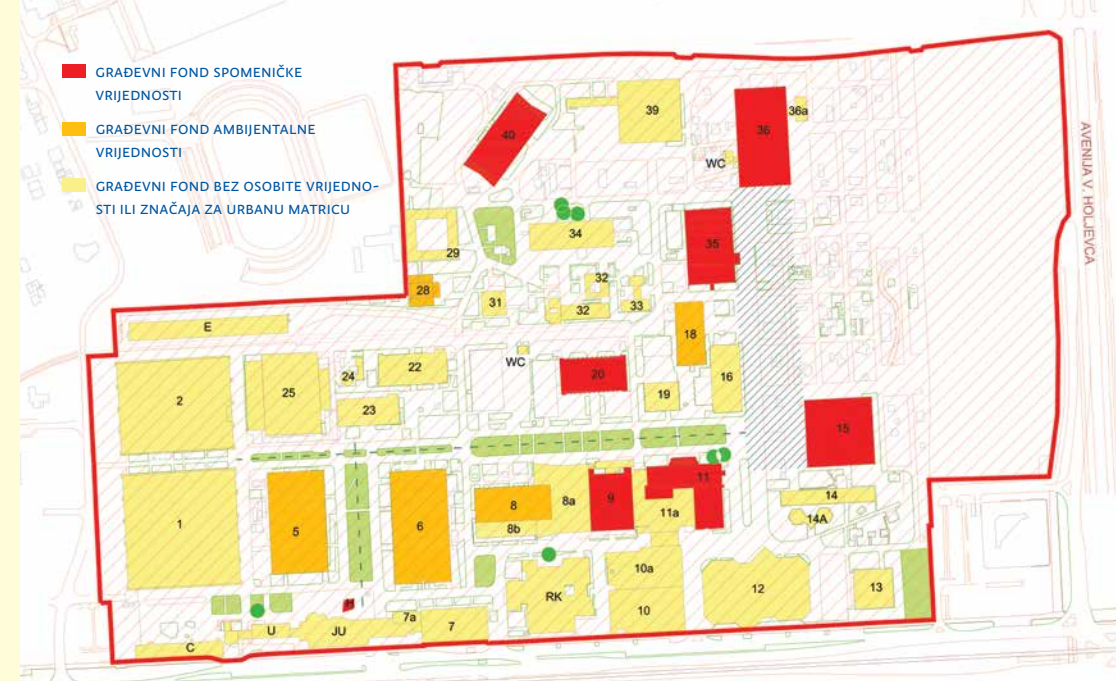 GRAĐEVNI FOND SPOMENIČKE
VRIJEDNOSTI
GRAĐEVNI FOND AMBIJENTALNE
VRIJEDNOSTI
GRAĐEVNI FOND BEZ OSOBITE VRIJEDNO-
STI ILI ZNAČAJA ZA URBANU MATRICU
AVENIJA V. HOLJEVCA
39
36a
40
36
WC
34
35
29
32
28
31
32
33
E
18
WC
22
24
20
16
2
25
19
23
15
11
8a
9
14
8
11a
1
5
6
8b
14A
10a
12
13
RK
H
10
7a
U
JU
7
C